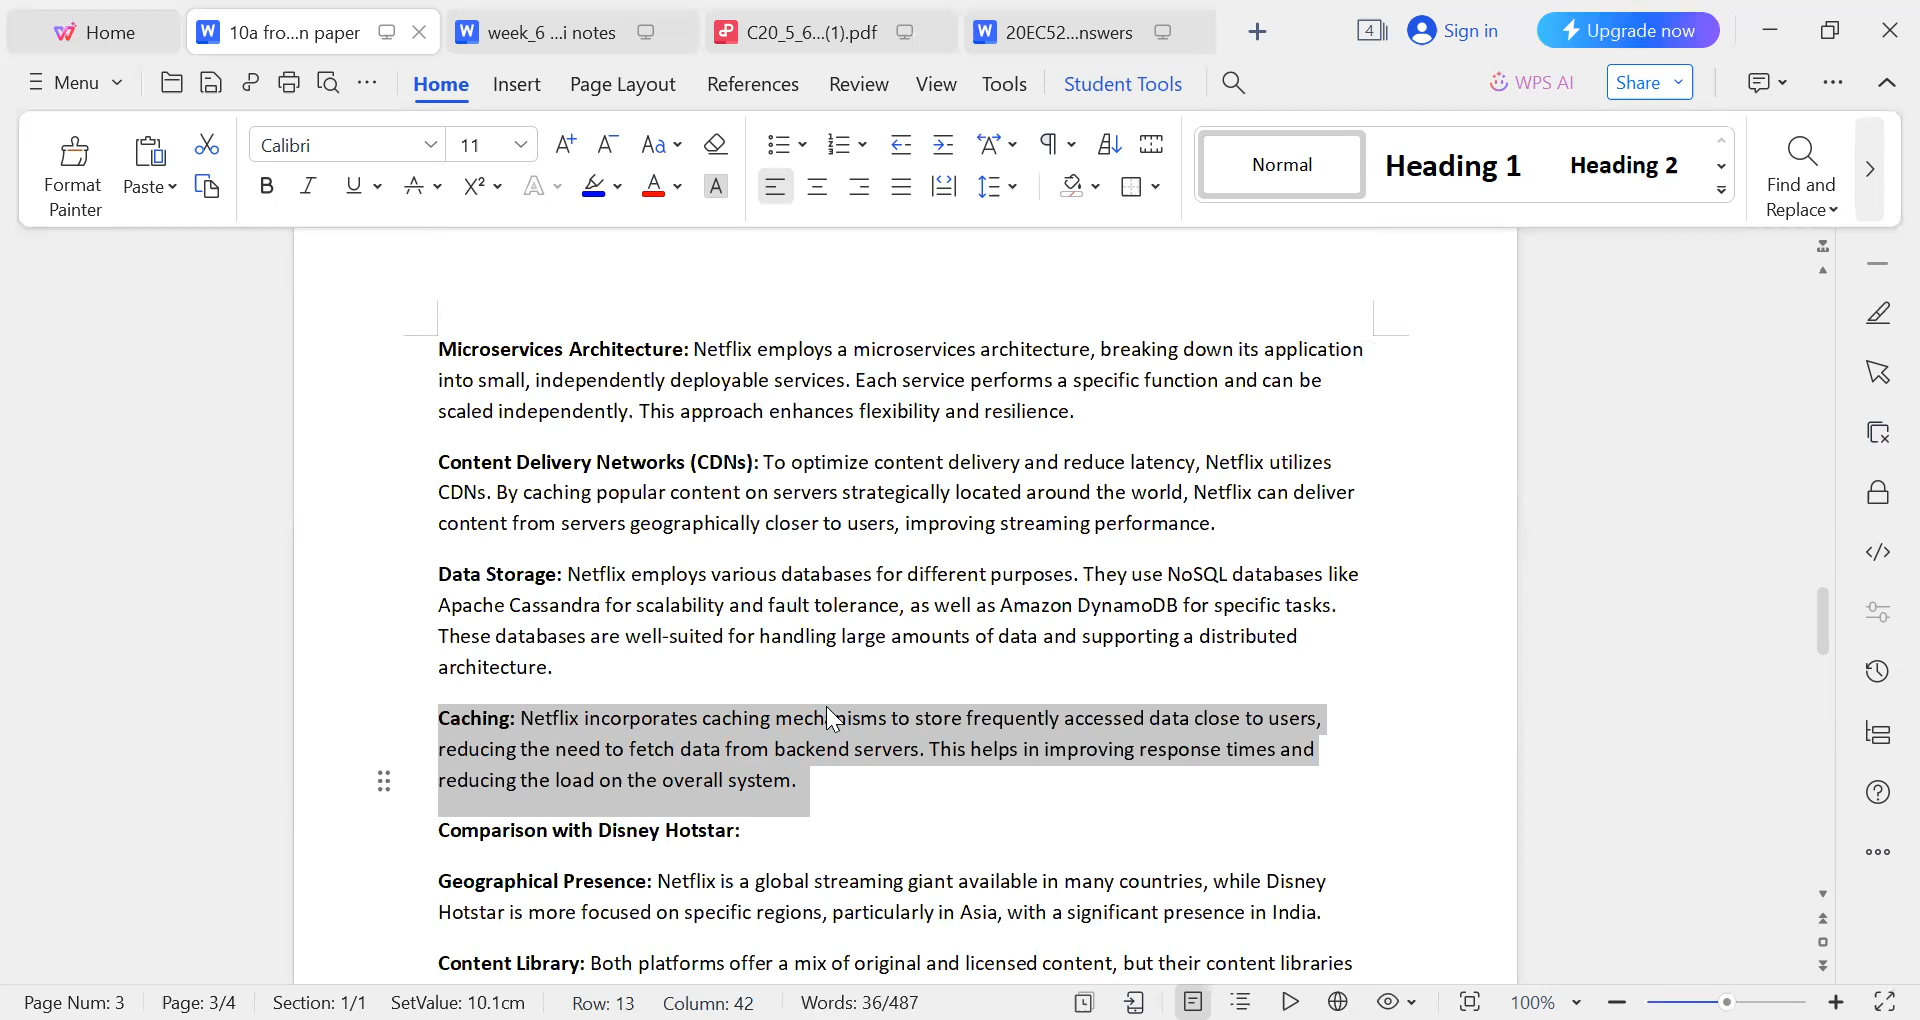 Home
10a fro...n paper
week_6 ...i notes
C20_5_6...(1).pdf
20EC52...nswers
4
Sign in
Upgrade now
Menu
Home
Insert
Page Layout
References
Review
View
Tools
Student Tools
WPS AI
Share
Format
Painter
Paste
Calibri
11
Normal
Heading 1
Heading 2
Find and
Replace
Microservices Architecture: Netflix employs a microservices architecture, breaking down its application
into small, independently deployable services. Each service performs a specific function and can be
scaled independently. This approach enhances flexibility and resilience.
Content Delivery Networks (CDNs): To optimize content delivery and reduce latency, Netflix utilizes
CDNs. By caching popular content on servers strategically located around the world, Netflix can deliver
content from servers geographically closer to users, improving streaming performance.
Data Storage: Netflix employs various databases for different purposes. They use NoSQL databases like
Apache Cassandra for scalability and fault tolerance, as well as Amazon DynamoDB for specific tasks.
These databases are well-suited for handling large amounts of data and supporting a distributed
architecture.
Caching: Netflix incorporates caching mechanisms to store frequently accessed data close to users,
reducing the need to fetch data from backend servers. This helps in improving response times and
reducing the load on the overall system.
Comparison with Disney Hotstar:
Geographical Presence: Netflix is a global streaming giant available in many countries, while Disney
Hotstar is more focused on specific regions, particularly in Asia, with a significant presence in India.
Content Library: Both platforms offer a mix of original and licensed content, but their content libraries
Page Num: 3
Page: 3/4
Section: 1/1
SetValue: 10.1cm
Row: 13
Column: 42
Words: 36/487
100%